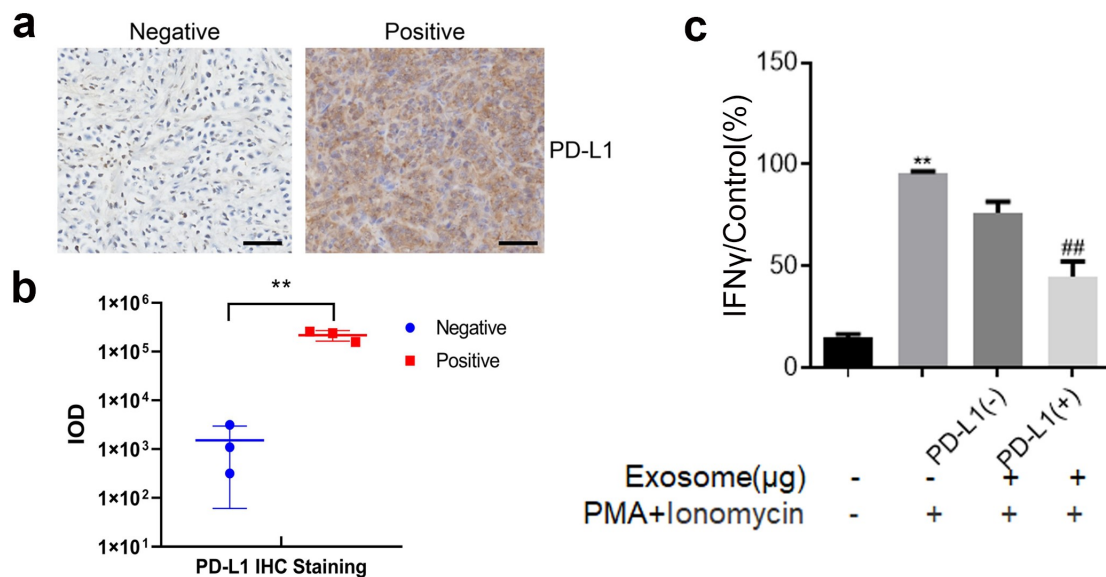 a
Negative
Positive
PD-L1
b
1×10⁶
1×10⁵
1×10⁴
1×10³
1×10²
1×10¹
IOD
**
Negative
Positive
PD-L1 IHC Staining
c
150
100
50
0
IFNγ/Control(%)
**
##
PD-L1(-)
PD-L1(+)
Exosome(μg) - - + +
PMA+Ionomycin - + + +